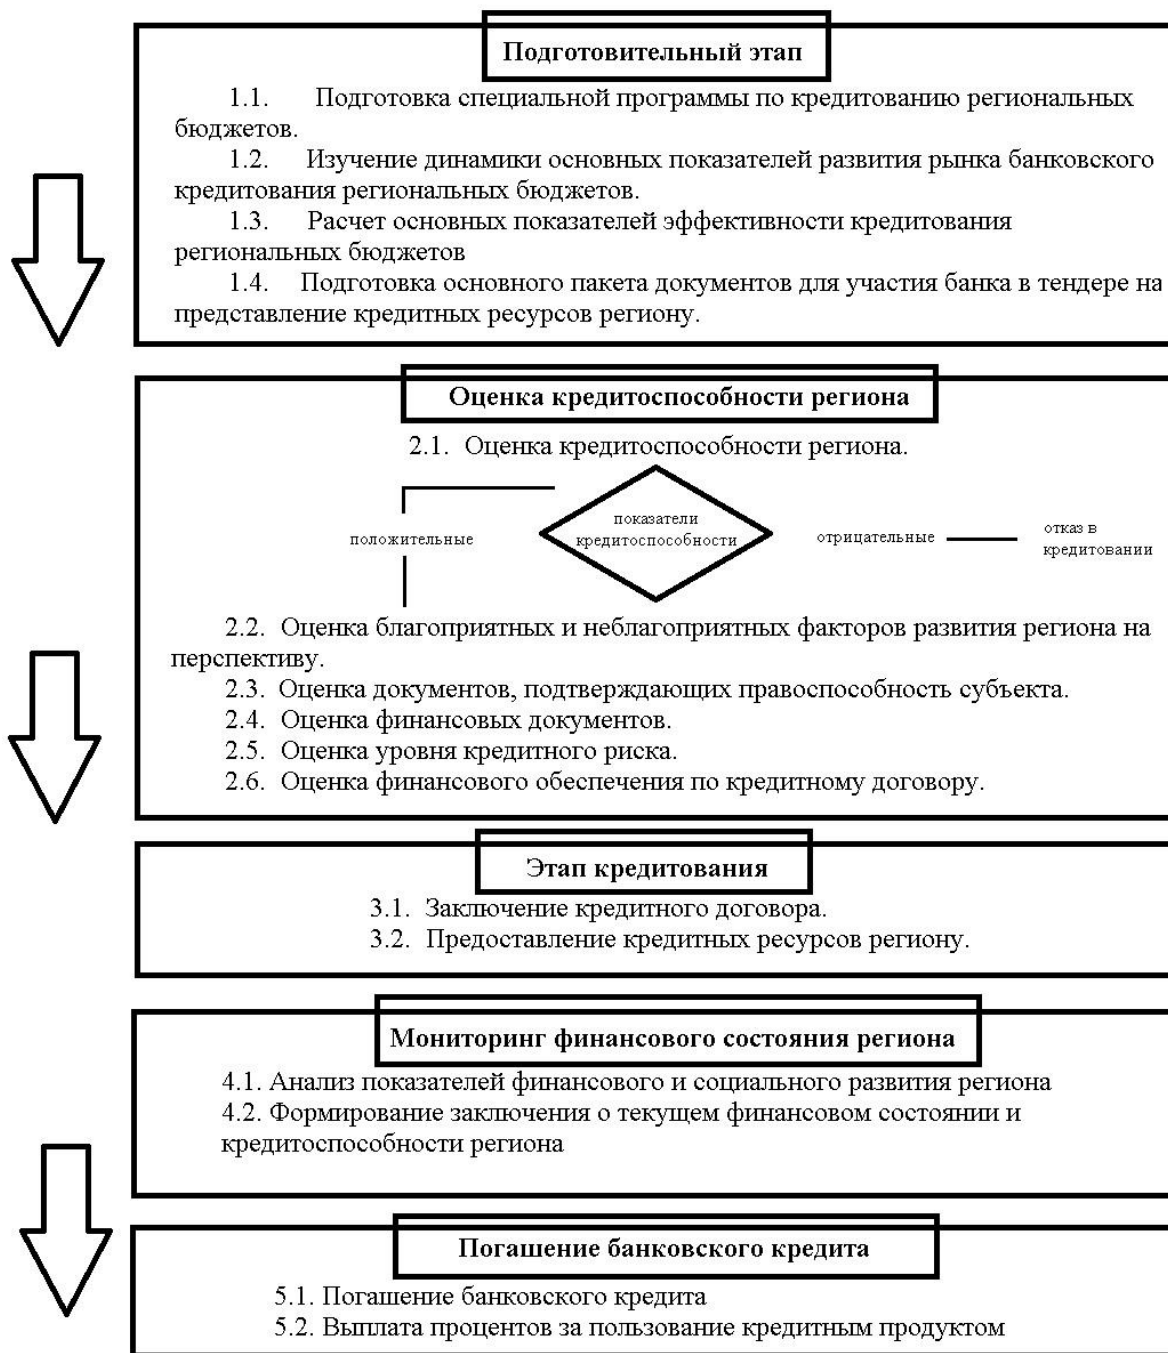 Подготовительный этап
1.1. Подготовка специальной программы по кредитованию региональных
бюджетов.
1.2. Изучение динамики основных показателей развития рынка банковского
кредитования региональных бюджетов.
1.3. Расчет основных показателей эффективности кредитования
региональных бюджетов
1.4. Подготовка основного пакета документов для участия банка в тендере на
представление кредитных ресурсов региону.
Оценка кредитоспособности региона
2.1. Оценка кредитоспособности региона.
показатели
кредитоспособности
положительные
отрицательные
отказ в
кредитовании
2.2. Оценка благоприятных и неблагоприятных факторов развития региона на
перспективу.
2.3. Оценка документов, подтверждающих правоспособность субъекта.
2.4. Оценка финансовых документов.
2.5. Оценка уровня кредитного риска.
2.6. Оценка финансового обеспечения по кредитному договору.
Этап кредитования
3.1. Заключение кредитного договора.
3.2. Предоставление кредитных ресурсов региону.
Мониторинг финансового состояния региона
4.1. Анализ показателей финансового и социального развития региона
4.2. Формирование заключения о текущем финансовом состоянии и
кредитоспособности региона
Погашение банковского кредита
5.1. Погашение банковского кредита
5.2. Выплата процентов за пользование кредитным продуктом